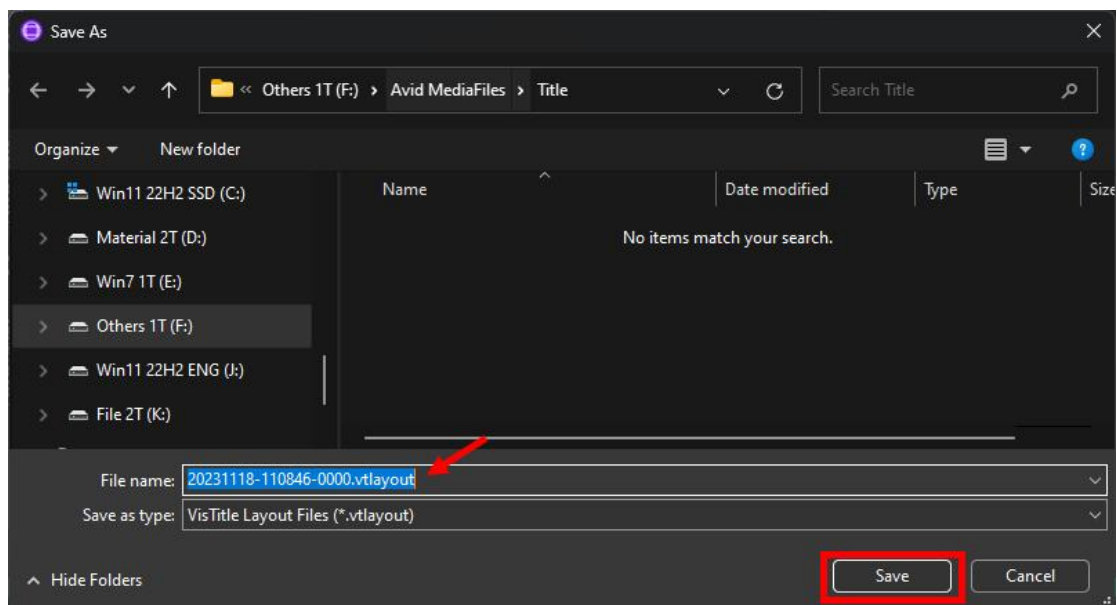 Save As
« Others 1T (F:) › Avid MediaFiles › Title
Search Title
Organize
New folder
Name
Date modified
Type
Size
Win11 22H2 SSD (C:)
Material 2T (D:)
Win7 1T (E:)
Others 1T (F:)
Win11 22H2 ENG (J:)
File 2T (K:)
No items match your search.
File name: 20231118-110846-0000.vtlayout
Save as type: VisTitle Layout Files (*.vtlayout)
Hide Folders
Save
Cancel